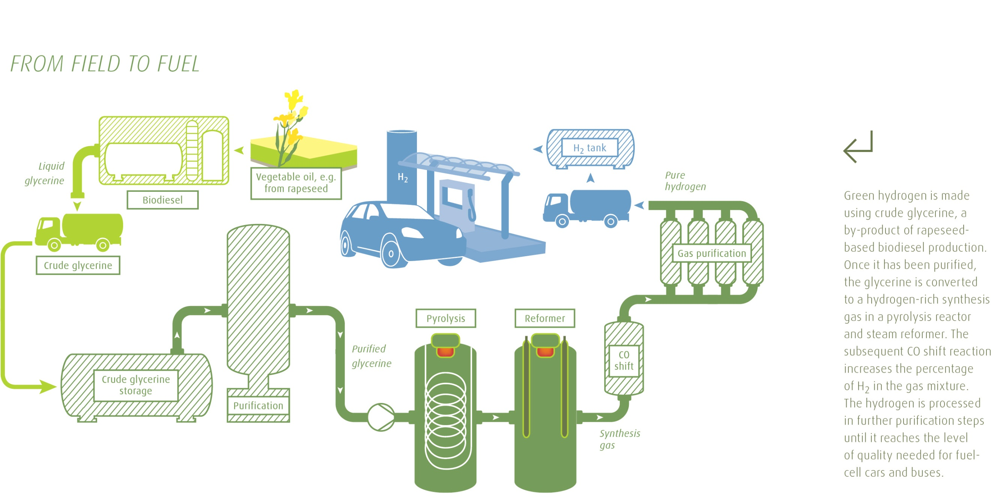 FROM FIELD TO FUEL
Liquid
glycerine
Biodiesel
Vegetable oil, e.g.
from rapeseed
Crude glycerine
Crude glycerine
storage
Purification
Purified
glycerine
Pyrolysis
Reformer
Synthesis
gas
CO
shift
Gas purification
Pure
hydrogen
H₂ tank
H₂
Green hydrogen is made
using crude glycerine, a
by-product of rapeseed-
based biodiesel production.
Once it has been purified,
the glycerine is converted
to a hydrogen-rich synthesis
gas in a pyrolysis reactor
and steam reformer. The
subsequent CO shift reaction
increases the percentage
of H₂ in the gas mixture.
The hydrogen is processed
in further purification steps
until it reaches the level
of quality needed for fuel-
cell cars and buses.